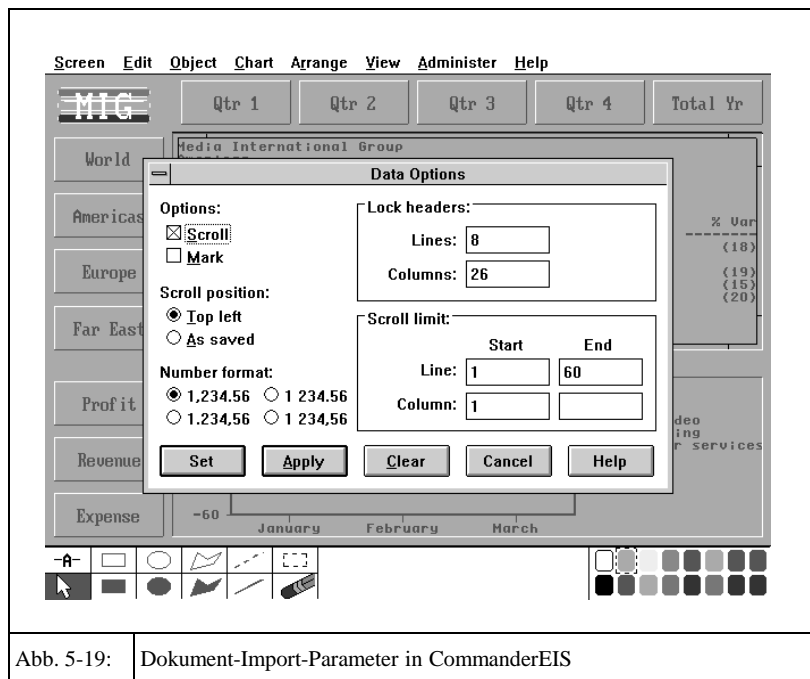 Screen Edit Object Chart Arrange View Administer Help
MIG Qtr 1 Qtr 2 Qtr 3 Qtr 4 Total Yr
World
Media International Group
Data Options
Americas
Europe
Far East
Profit
Revenue
Expense
Options:
Scroll
Mark
Scroll position:
Top left
As saved
Number format:
1,234.56 1 234.56
1.234,56 1 234,56
Lock headers:
Lines: 8
Columns: 26
Scroll limit:
Start End
Line: 1 60
Column: 1
Set Apply Clear Cancel Help
% Var
(18)
(19)
(15)
(20)
deo
ing
r services
-60
January February March
-A-
Abb. 5-19: Dokument-Import-Parameter in CommanderEIS